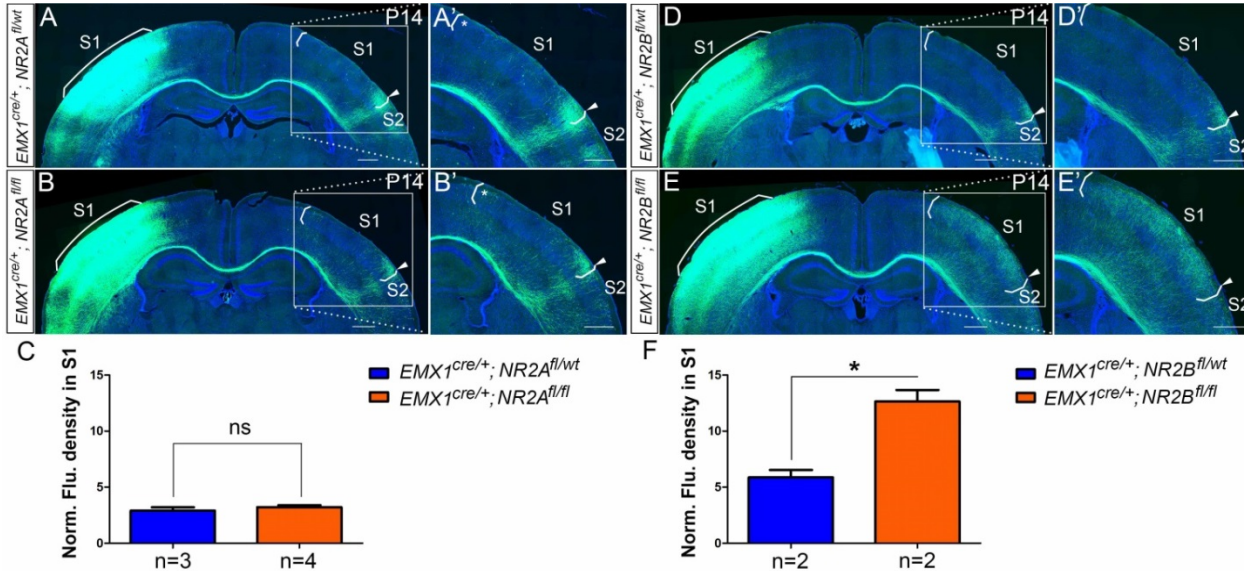 A
P14
S1
S1
S2
EMX1cre/+; NR2Afl/wt
A'
*
S1
S2
D
P14
S1
S1
S2
EMX1cre/+; NR2Bfl/wt
D'
S1
S2
B
P14
S1
S1
S2
EMX1cre/+; NR2Afl/fl
B'
*
S1
S2
E
P14
S1
S1
S2
EMX1cre/+; NR2Bfl/fl
E'
S1
S2
C
EMX1cre/+; NR2Afl/wt
EMX1cre/+; NR2Afl/fl
Norm. Flu. density in S1
15
10
5
0
ns
n=3
n=4
F
EMX1cre/+; NR2Bfl/wt
EMX1cre/+; NR2Bfl/fl
Norm. Flu. density in S1
15
10
5
0
*
n=2
n=2